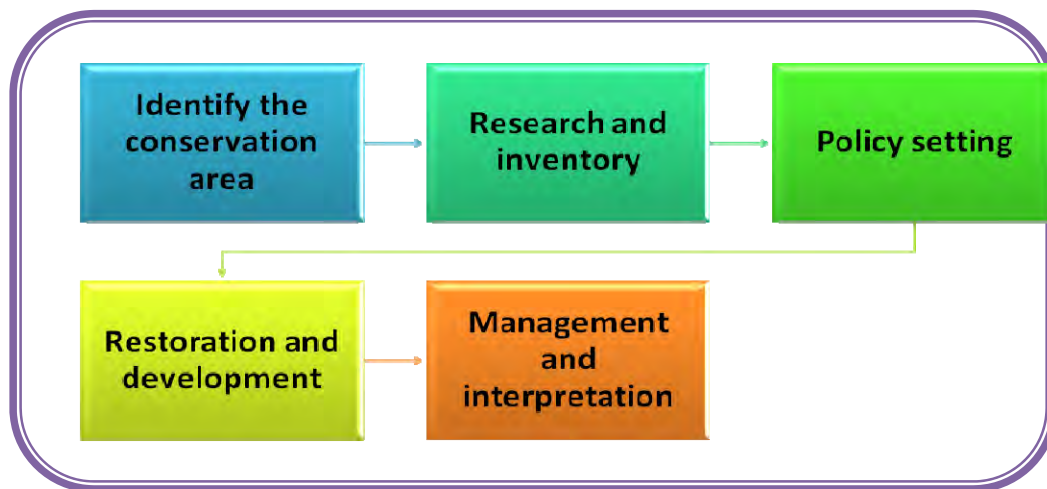 Identify the
conservation
area
Research and
inventory
Policy setting
Restoration and
development
Management
and
interpretation